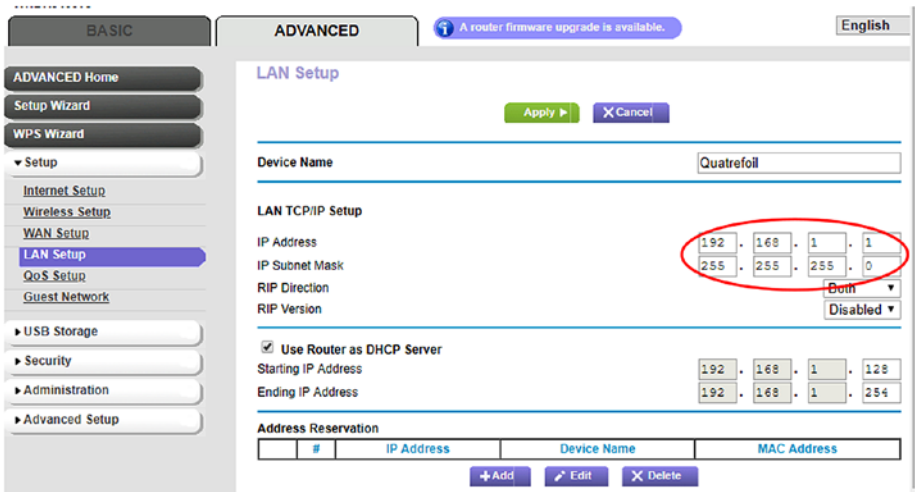 BASIC
ADVANCED
A router firmware upgrade is available.
English
ADVANCED Home
Setup Wizard
WPS Wizard
Setup
Internet Setup
Wireless Setup
WAN Setup
LAN Setup
QoS Setup
Guest Network
USB Storage
Security
Administration
Advanced Setup
LAN Setup
Apply
Cancel
Device Name Quatrefoil
LAN TCP/IP Setup
IP Address 192 . 168 . 1 . 1
IP Subnet Mask 255 . 255 . 255 . 0
RIP Direction Both
RIP Version Disabled
Use Router as DHCP Server
Starting IP Address 192 . 168 . 1 . 128
Ending IP Address 192 . 168 . 1 . 254
Address Reservation
# IP Address Device Name MAC Address
Add Edit Delete